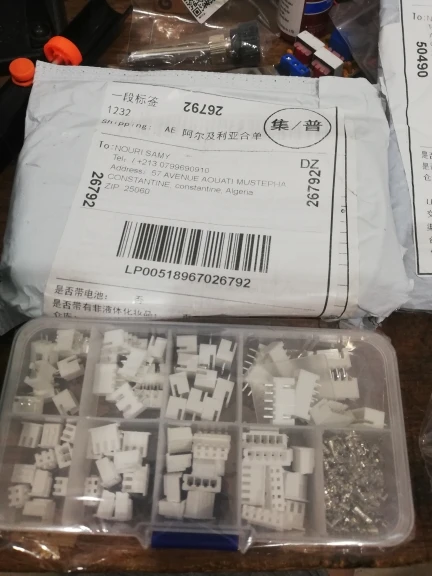 一段标签
26792
1232
Shipping: AE 阿尔及利亚合单
集/普
To: NOURI SAMY
Tel: / +213 0799690910
DZ
Address: 57 AVENUE AOUATI MUSTEPHA
CONSTANTINE, constantine, Algeria
ZIP: 25060
26792
26792
LP00518967026792
是否带电池: 否
是否带有非液体化妆品:
To:
50490